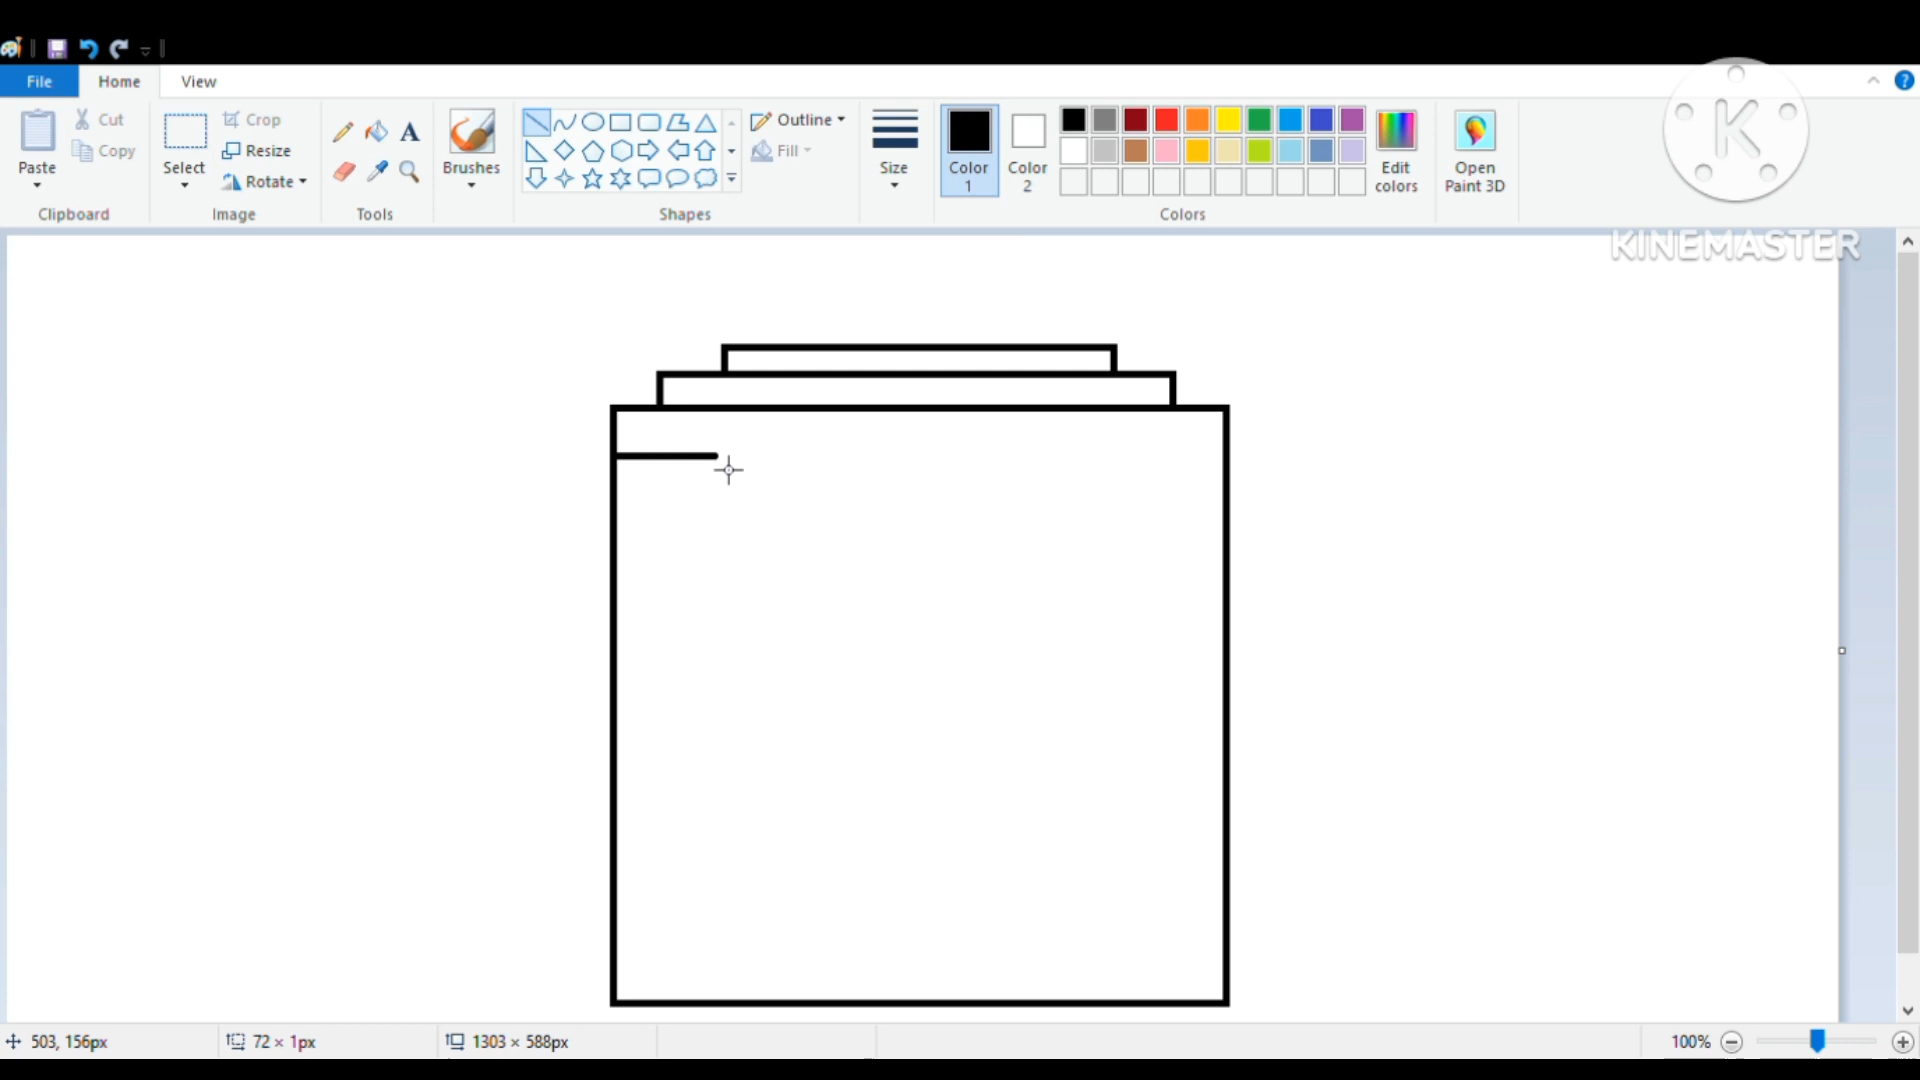 File Home View
Paste
Cut
Copy
Clipboard
Select
Crop
Resize
Rotate
Image
A
Tools
Brushes
Outline
Fill
Shapes
Size
Color
1
Color
2
Edit
colors
Colors
Open
Paint 3D
?
K
KINEMASTER
503, 156px 72 × 1px 1303 × 588px 100%